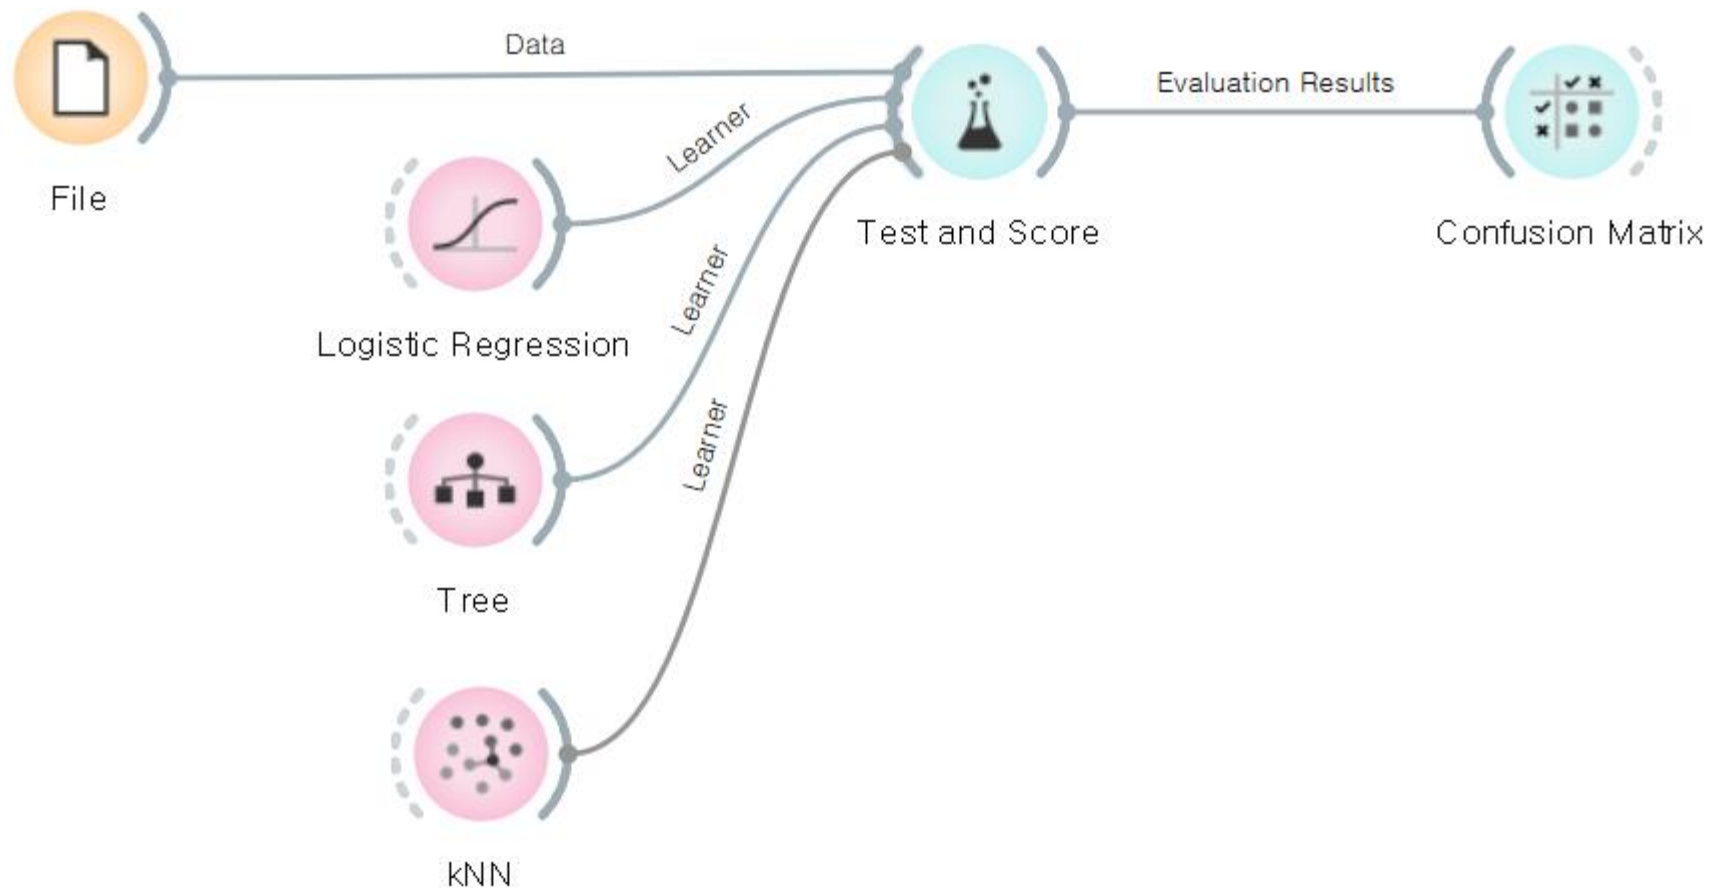 Data
File
Learner
Logistic Regression
Learner
Tree
Learner
kNN
Test and Score
Evaluation Results
Confusion Matrix